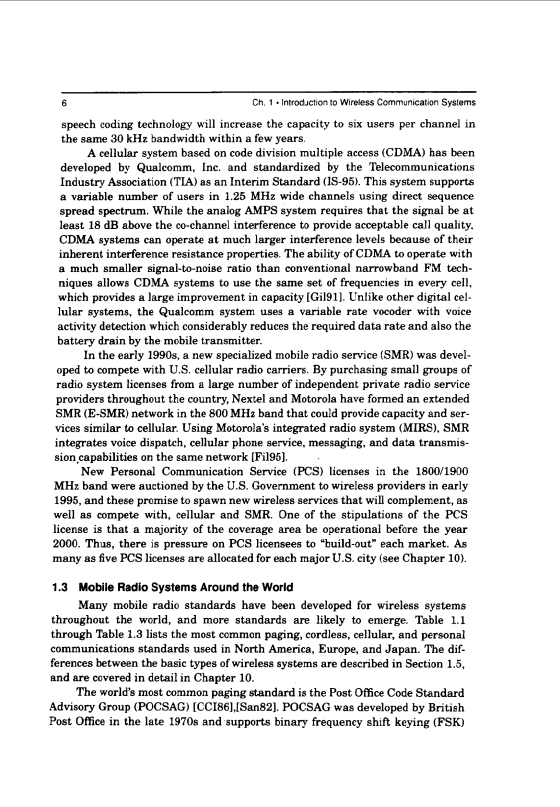 6 Ch. 1 • Introduction to Wireless Communication Systems
speech coding technology will increase the capacity to six users per channel in
the same 30 kHz bandwidth within a few years.
A cellular system based on code division multiple access (CDMA) has been
developed by Qualcomm, Inc. and standardized by the Telecommunications
Industry Association (TIA) as an Interim Standard (IS-95). This system supports
a variable number of users in 1.25 MHz wide channels using direct sequence
spread spectrum. While the analog AMPS system requires that the signal be at
least 18 dB above the co-channel interference to provide acceptable call quality,
CDMA systems can operate at much larger interference levels because of their
inherent interference resistance properties. The ability of CDMA to operate with
a much smaller signal-to-noise ratio than conventional narrowband FM tech-
niques allows CDMA systems to use the same set of frequencies in every cell,
which provides a large improvement in capacity [Gil91]. Unlike other digital cel-
lular systems, the Qualcomm system uses a variable rate vocoder with voice
activity detection which considerably reduces the required data rate and also the
battery drain by the mobile transmitter.
In the early 1990s, a new specialized mobile radio service (SMR) was devel-
oped to compete with U.S. cellular radio carriers. By purchasing small groups of
radio system licenses from a large number of independent private radio service
providers throughout the country, Nextel and Motorola have formed an extended
SMR (E-SMR) network in the 800 MHz band that could provide capacity and ser-
vices similar to cellular. Using Motorola's integrated radio system (MIRS), SMR
integrates voice dispatch, cellular phone service, messaging, and data transmis-
sion capabilities on the same network [Fil95].
New Personal Communication Service (PCS) licenses in the 1800/1900
MHz band were auctioned by the U.S. Government to wireless providers in early
1995, and these promise to spawn new wireless services that will complement, as
well as compete with, cellular and SMR. One of the stipulations of the PCS
license is that a majority of the coverage area be operational before the year
2000. Thus, there is pressure on PCS licensees to "build-out" each market. As
many as five PCS licenses are allocated for each major U.S. city (see Chapter 10).
1.3 Mobile Radio Systems Around the World
Many mobile radio standards have been developed for wireless systems
throughout the world, and more standards are likely to emerge. Table 1.1
through Table 1.3 lists the most common paging, cordless, cellular, and personal
communications standards used in North America, Europe, and Japan. The dif-
ferences between the basic types of wireless systems are described in Section 1.5,
and are covered in detail in Chapter 10.
The world's most common paging standard is the Post Office Code Standard
Advisory Group (POCSAG) [CCI86],[San82]. POCSAG was developed by British
Post Office in the late 1970s and supports binary frequency shift keying (FSK)